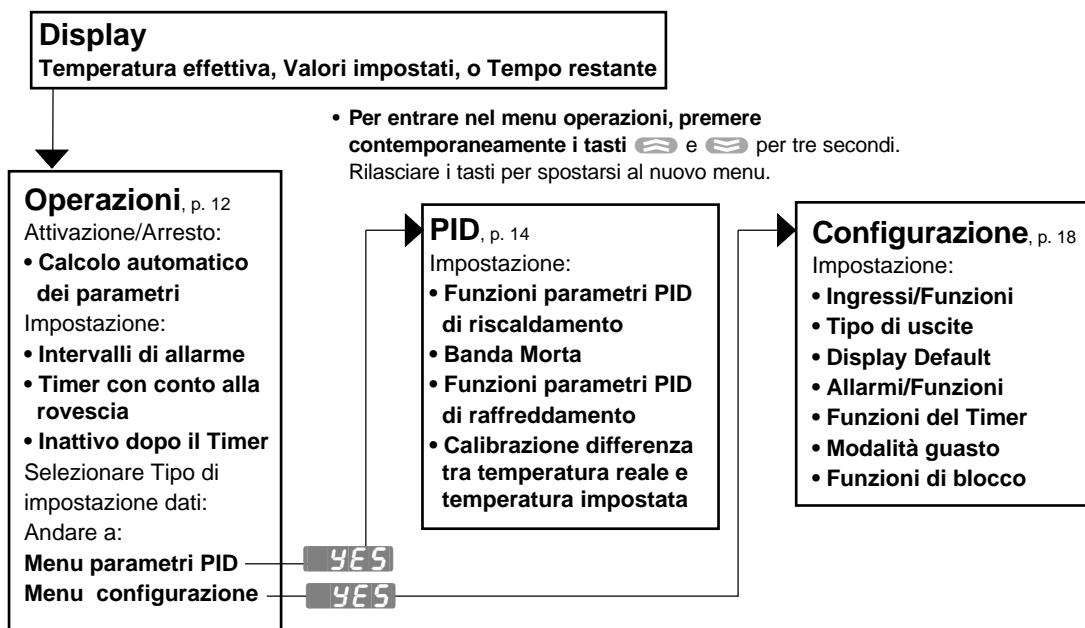 Display
Temperatura effettiva, Valori impostati, o Tempo restante
• Per entrare nel menu operazioni, premere
contemporaneamente i tasti e per tre secondi.
Rilasciare i tasti per spostarsi al nuovo menu.
Operazioni, p. 12
Attivazione/Arresto:
• Calcolo automatico
dei parametri
Impostazione:
• Intervalli di allarme
• Timer con conto alla
rovescia
• Inattivo dopo il Timer
Selezionare Tipo di
impostazione dati:
Andare a:
Menu parametri PID
YES
Menu configurazione
YES
PID, p. 14
Impostazione:
• Funzioni parametri PID
di riscaldamento
• Banda Morta
• Funzioni parametri PID
di raffreddamento
• Calibrazione differenza
tra temperatura reale e
temperatura impostata
Configurazione, p. 18
Impostazione:
• Ingressi/Funzioni
• Tipo di uscite
• Display Default
• Allarmi/Funzioni
• Funzioni del Timer
• Modalità guasto
• Funzioni di blocco